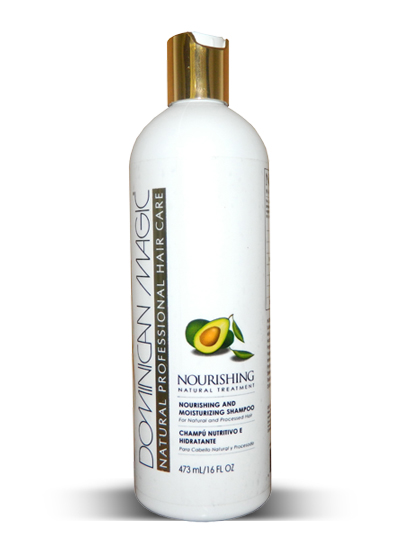 DOMINICAN MAGIC
NATURAL PROFESSIONAL HAIR CARE
NOURISHING
NATURAL TREATMENT
NOURISHING AND
MOISTURIZING SHAMPOO
For Natural and Processed Hair
CHAMPÚ NUTRITIVO E
HIDRATANTE
Para Cabello Natural y Procesado
473 mL/16 FL OZ